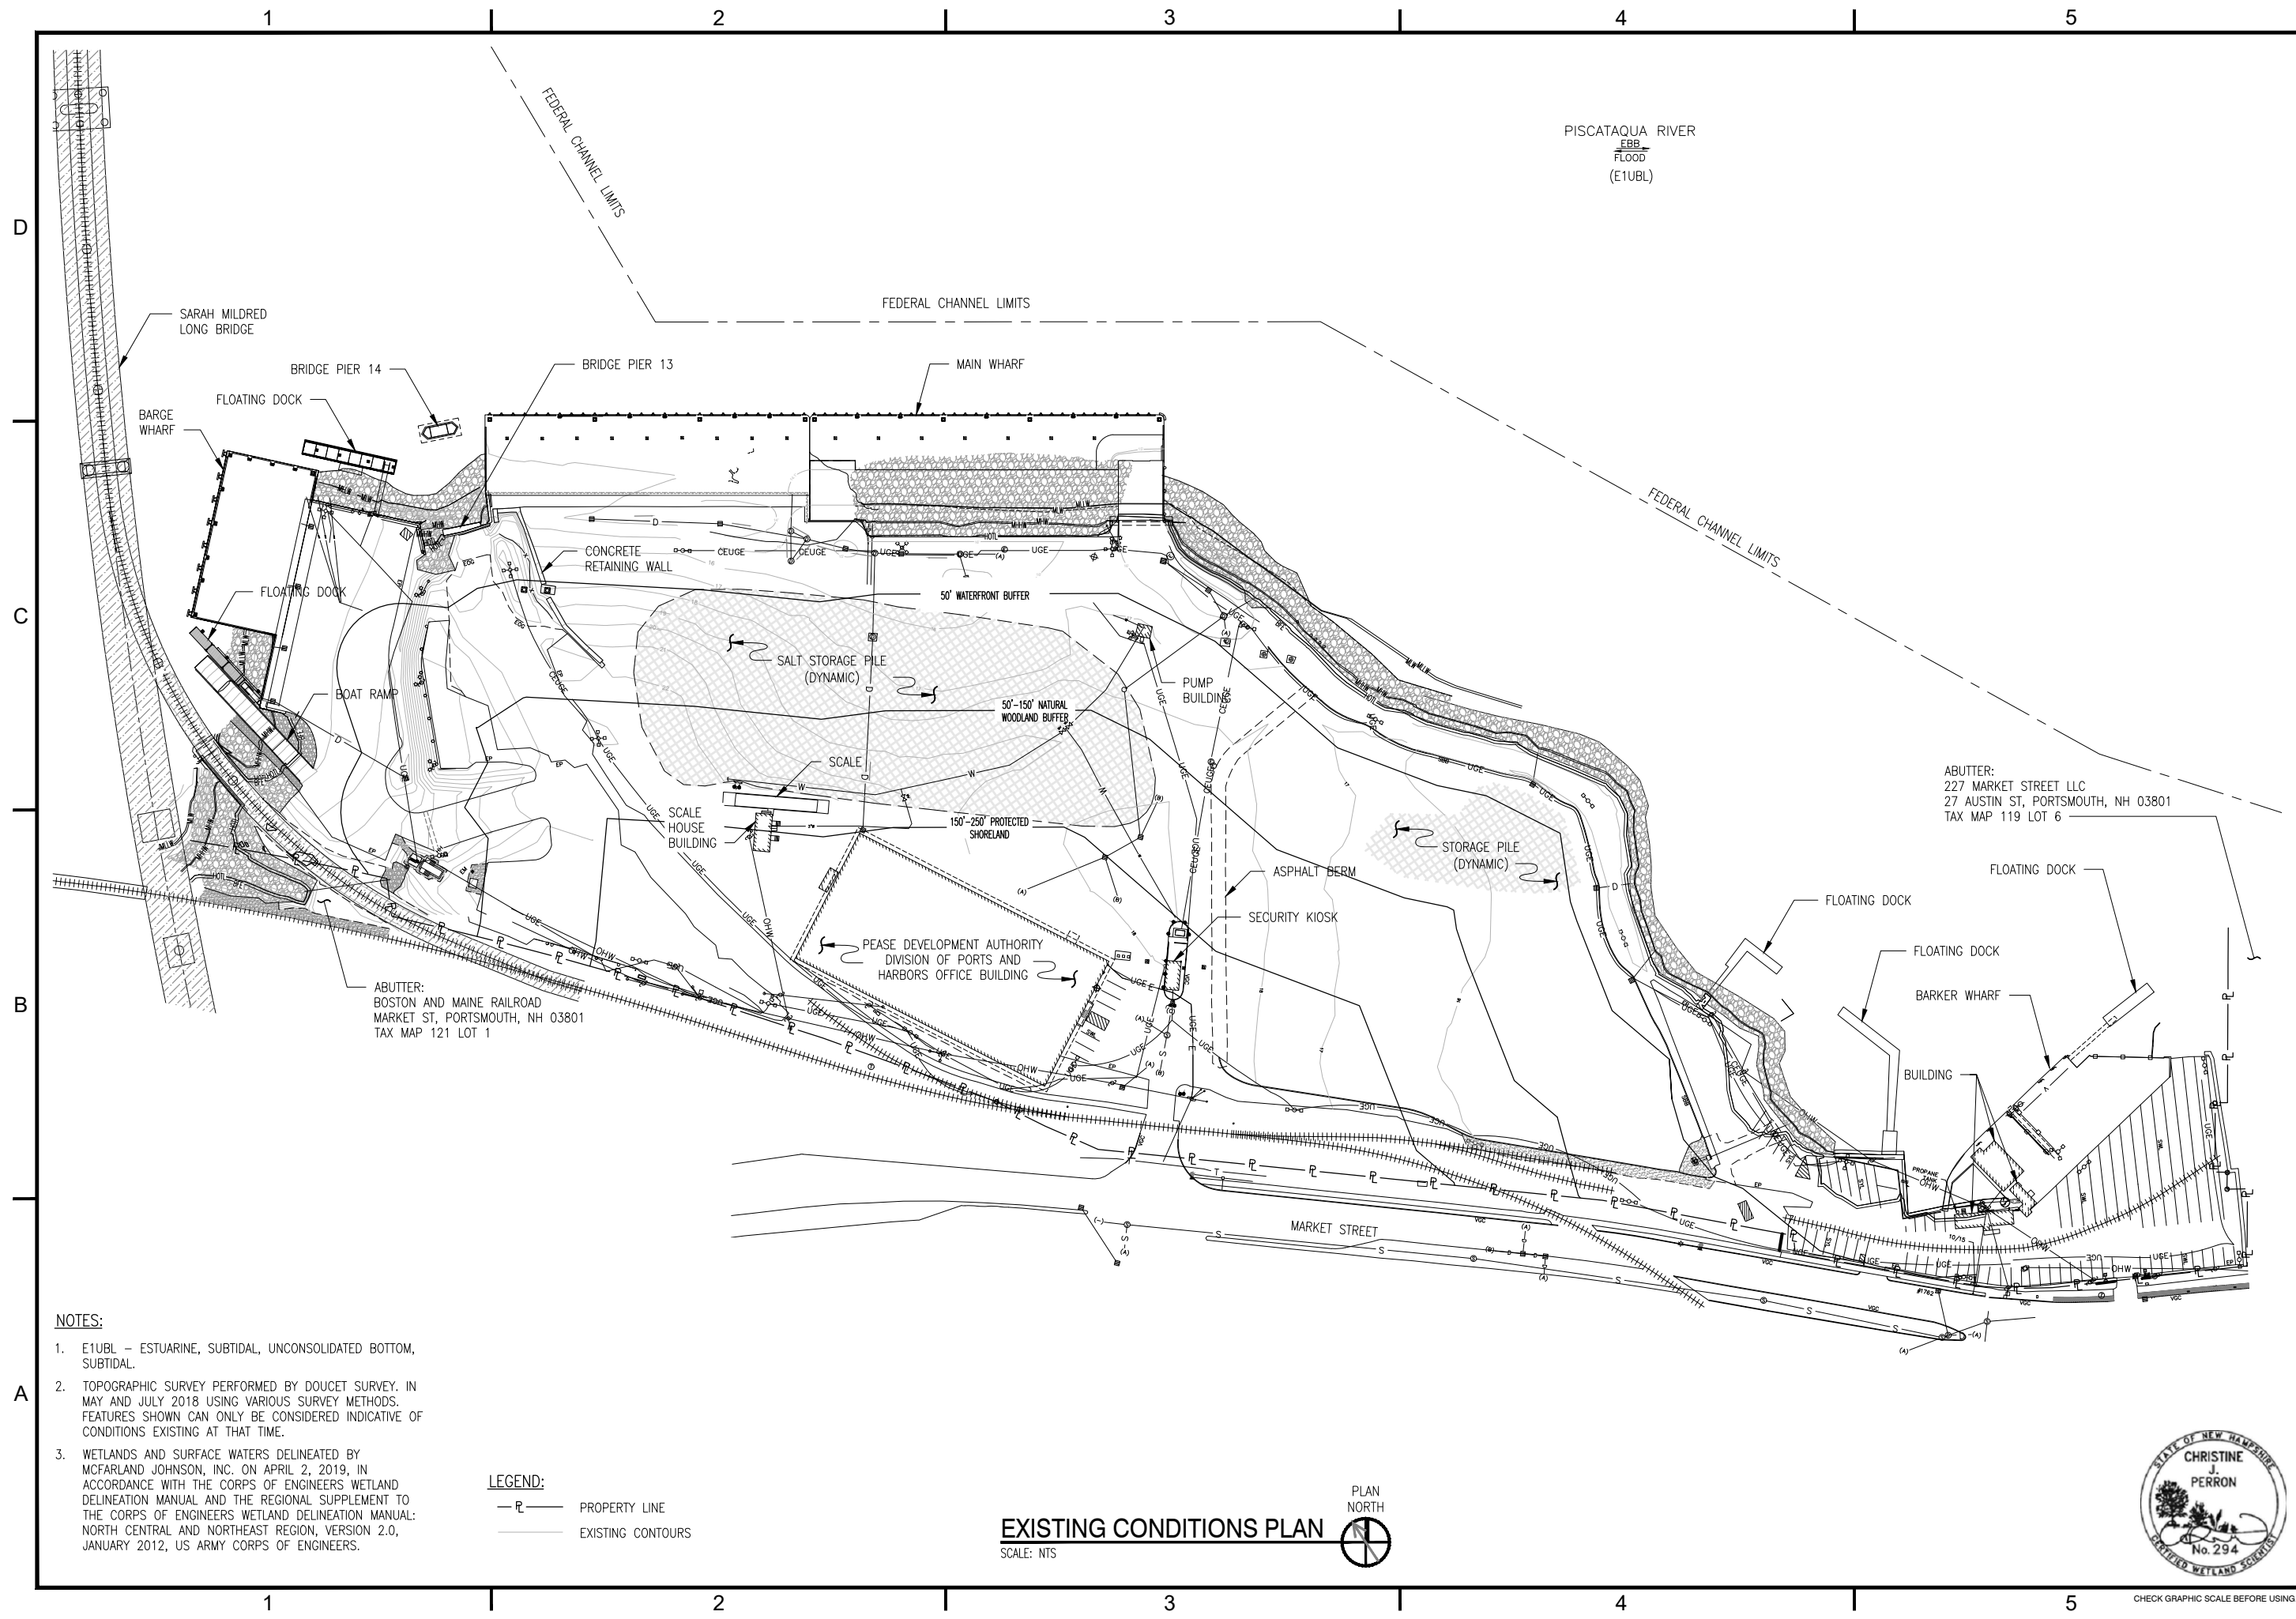 1 2 3 4 5
D
C
B
A
FEDERAL CHANNEL LIMITS
PISCATAQUA RIVER
EBB
FLOOD
(E1UBL)
FEDERAL CHANNEL LIMITS
FEDERAL CHANNEL LIMITS
SARAH MILDRED
LONG BRIDGE
BRIDGE PIER 14
BRIDGE PIER 13
MAIN WHARF
FLOATING DOCK
BARGE
WHARF
CONCRETE
RETAINING WALL
FLOATING DOCK
50' WATERFRONT BUFFER
SALT STORAGE PILE
(DYNAMIC)
BOAT RAMP
PUMP
BUILDING
50'-150' NATURAL
WOODLAND BUFFER
SCALE
SCALE
HOUSE
BUILDING
150'-250' PROTECTED
SHORELAND
STORAGE PILE
(DYNAMIC)
ASPHALT BERM
SECURITY KIOSK
PEASE DEVELOPMENT AUTHORITY
DIVISION OF PORTS AND
HARBORS OFFICE BUILDING
ABUTTER:
227 MARKET STREET LLC
27 AUSTIN ST, PORTSMOUTH, NH 03801
TAX MAP 119 LOT 6
FLOATING DOCK
FLOATING DOCK
FLOATING DOCK
BARKER WHARF
BUILDING
PROPANE
TANK
ABUTTER:
BOSTON AND MAINE RAILROAD
MARKET ST, PORTSMOUTH, NH 03801
TAX MAP 121 LOT 1
MARKET STREET
NOTES:
1. E1UBL – ESTUARINE, SUBTIDAL, UNCONSOLIDATED BOTTOM,
SUBTIDAL.
2. TOPOGRAPHIC SURVEY PERFORMED BY DOUCET SURVEY. IN
MAY AND JULY 2018 USING VARIOUS SURVEY METHODS.
FEATURES SHOWN CAN ONLY BE CONSIDERED INDICATIVE OF
CONDITIONS EXISTING AT THAT TIME.
3. WETLANDS AND SURFACE WATERS DELINEATED BY
MCFARLAND JOHNSON, INC. ON APRIL 2, 2019, IN
ACCORDANCE WITH THE CORPS OF ENGINEERS WETLAND
DELINEATION MANUAL AND THE REGIONAL SUPPLEMENT TO
THE CORPS OF ENGINEERS WETLAND DELINEATION MANUAL:
NORTH CENTRAL AND NORTHEAST REGION, VERSION 2.0,
JANUARY 2012, US ARMY CORPS OF ENGINEERS.
LEGEND:
PL PROPERTY LINE
EXISTING CONTOURS
EXISTING CONDITIONS PLAN
SCALE: NTS
PLAN
NORTH
STATE OF NEW HAMPSHIRE
CHRISTINE
J.
PERRON
No. 294
CERTIFIED WETLAND SCIENTIST
1 2 3 4 5
CHECK GRAPHIC SCALE BEFORE USING